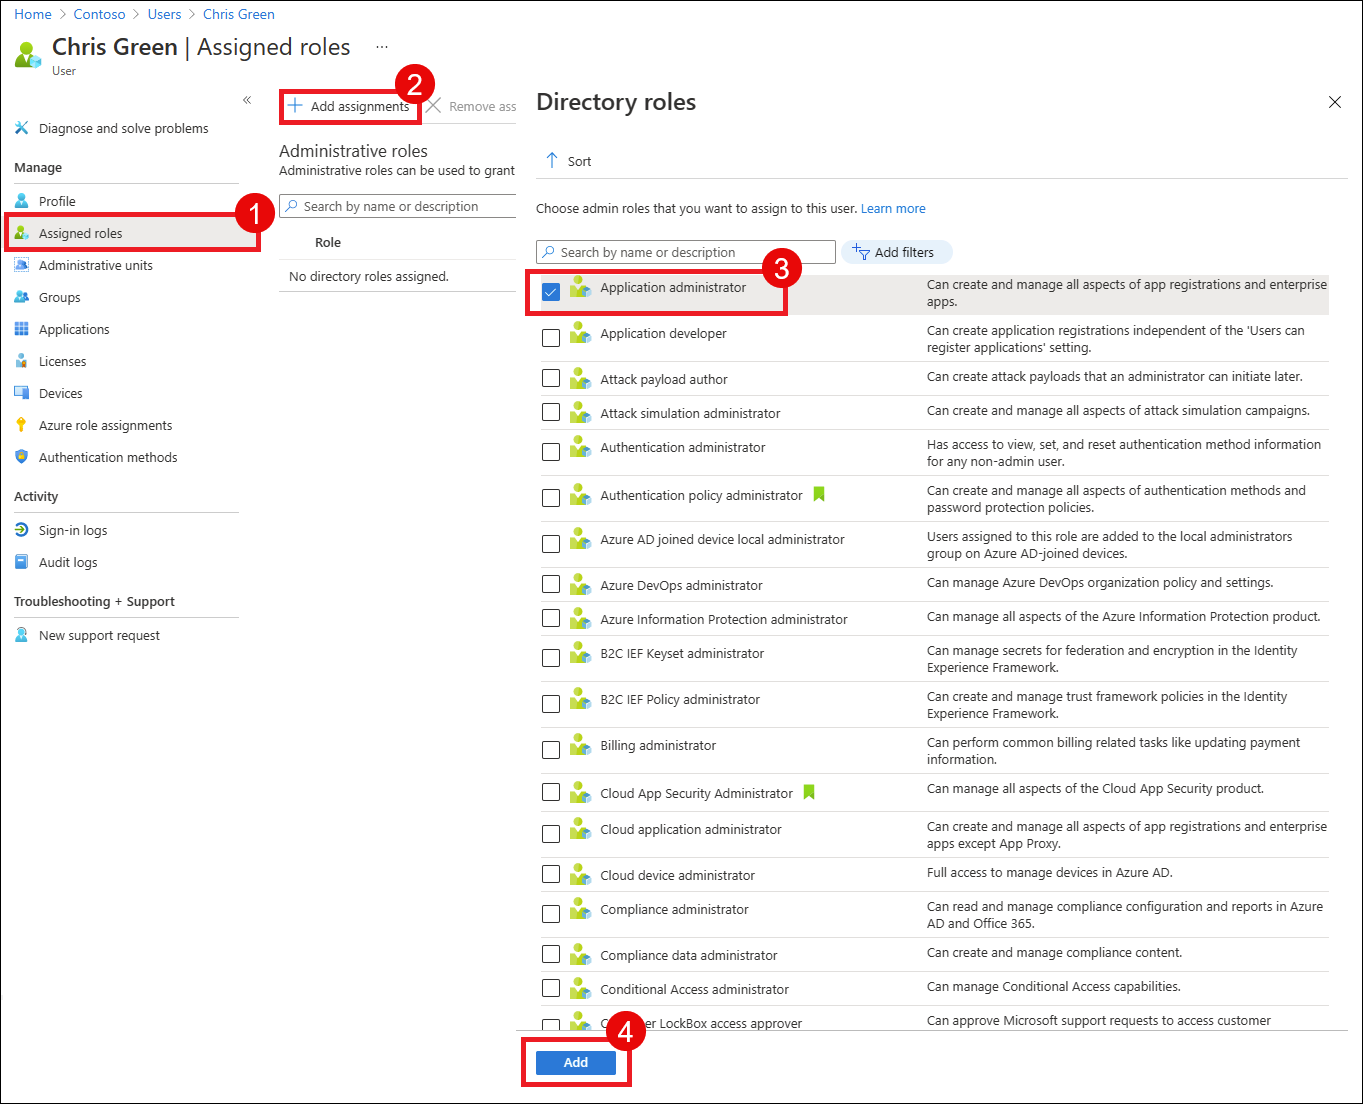 Home > Contoso > Users > Chris Green
Chris Green | Assigned roles ...
User
«
Diagnose and solve problems
Manage
Profile
1
Assigned roles
Administrative units
Groups
Applications
Licenses
Devices
Azure role assignments
Authentication methods
Activity
Sign-in logs
Audit logs
Troubleshooting + Support
New support request
2
Add assignments
Remove ass
Administrative roles
Administrative roles can be used to grant
Search by name or description
Role
No directory roles assigned.
Directory roles
Sort
Choose admin roles that you want to assign to this user. Learn more
Search by name or description
Add filters
3
Application administrator
Can create and manage all aspects of app registrations and enterprise
apps.
Application developer
Can create application registrations independent of the 'Users can
register applications' setting.
Attack payload author
Can create attack payloads that an administrator can initiate later.
Attack simulation administrator
Can create and manage all aspects of attack simulation campaigns.
Authentication administrator
Has access to view, set, and reset authentication method information
for any non-admin user.
Authentication policy administrator
Can create and manage all aspects of authentication methods and
password protection policies.
Azure AD joined device local administrator
Users assigned to this role are added to the local administrators
group on Azure AD-joined devices.
Azure DevOps administrator
Can manage Azure DevOps organization policy and settings.
Azure Information Protection administrator
Can manage all aspects of the Azure Information Protection product.
B2C IEF Keyset administrator
Can manage secrets for federation and encryption in the Identity
Experience Framework.
B2C IEF Policy administrator
Can create and manage trust framework policies in the Identity
Experience Framework.
Billing administrator
Can perform common billing related tasks like updating payment
information.
Cloud App Security Administrator
Can manage all aspects of the Cloud App Security product.
Cloud application administrator
Can create and manage all aspects of app registrations and enterprise
apps except App Proxy.
Cloud device administrator
Full access to manage devices in Azure AD.
Compliance administrator
Can read and manage compliance configuration and reports in Azure
AD and Office 365.
Compliance data administrator
Can create and manage compliance content.
Conditional Access administrator
Can manage Conditional Access capabilities.
LockBox access approver
Can approve Microsoft support requests to access customer
4
Add